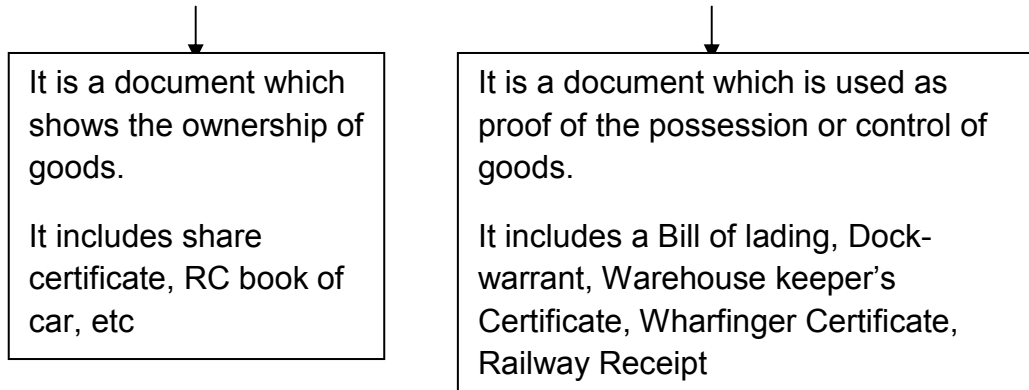 It is a document which
shows the ownership of
goods.
It includes share
certificate, RC book of
car, etc
It is a document which is used as
proof of the possession or control of
goods.
It includes a Bill of lading, Dock-
warrant, Warehouse keeper’s
Certificate, Wharfinger Certificate,
Railway Receipt